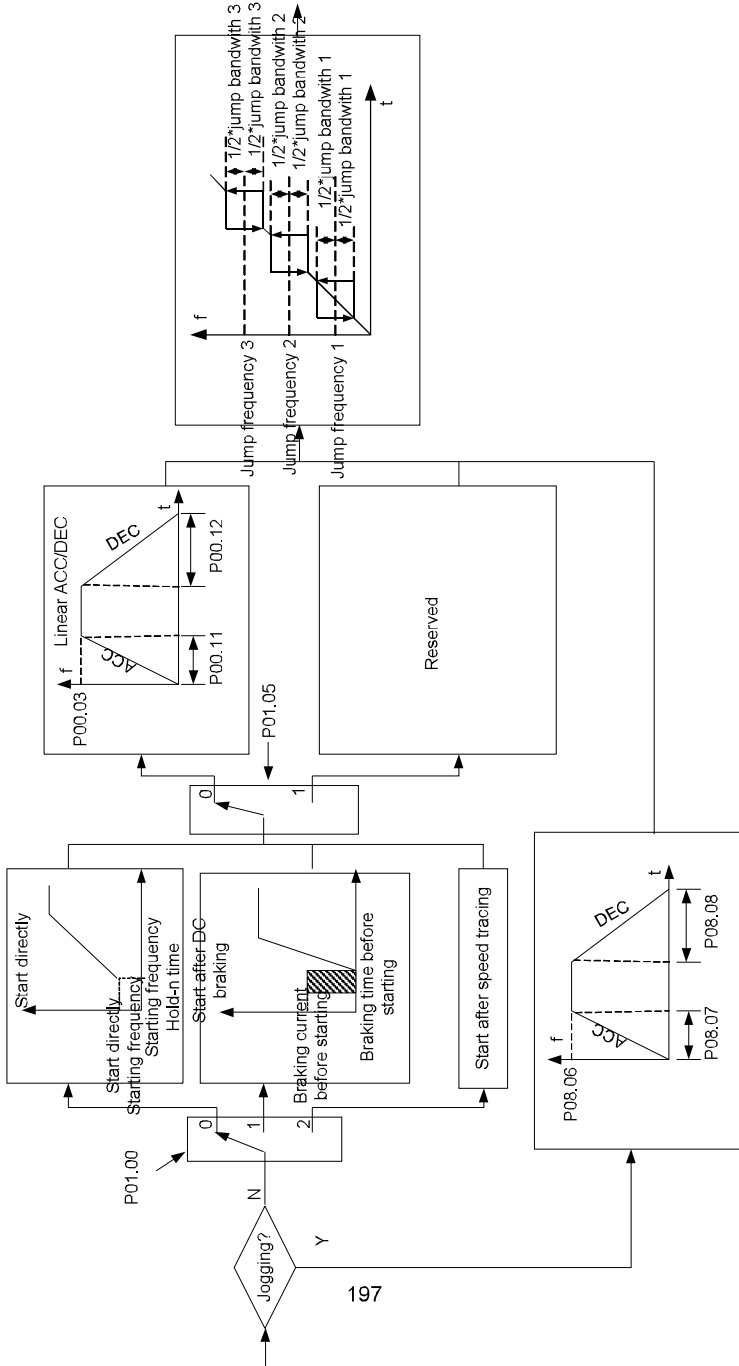 Jogging?
N
Y
P01.00
0
1
2
Start directly
Start directly
Starting frequency
Starting frequency
Hold-n time
Start after DC
braking
Braking current
before starting
Braking time before
starting
Start after speed tracing
P01.05
0
1
Linear ACC/DEC
f
P00.03
ACC
DEC
t
P00.11
P00.12
Reserved
f
P08.06
ACC
DEC
t
P08.07
P08.08
f
Jump frequency 3
Jump frequency 2
Jump frequency 1
1/2*jump bandwith 3
1/2*jump bandwith 3
1/2*jump bandwith 2
1/2*jump bandwith 2
1/2*jump bandwith 1
1/2*jump bandwith 1
t
197